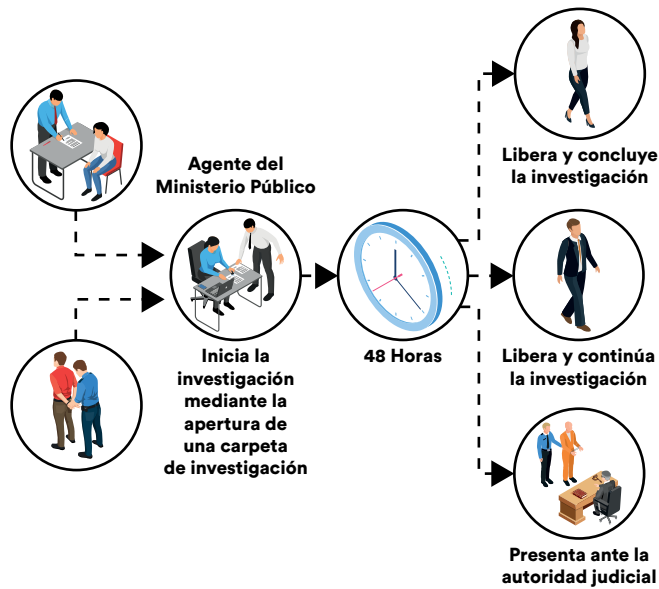 Agente del
Ministerio Público
Inicia la
investigación
mediante la
apertura de
una carpeta
de investigación
48 Horas
Libera y concluye
la investigación
Libera y continúa
la investigación
Presenta ante la
autoridad judicial